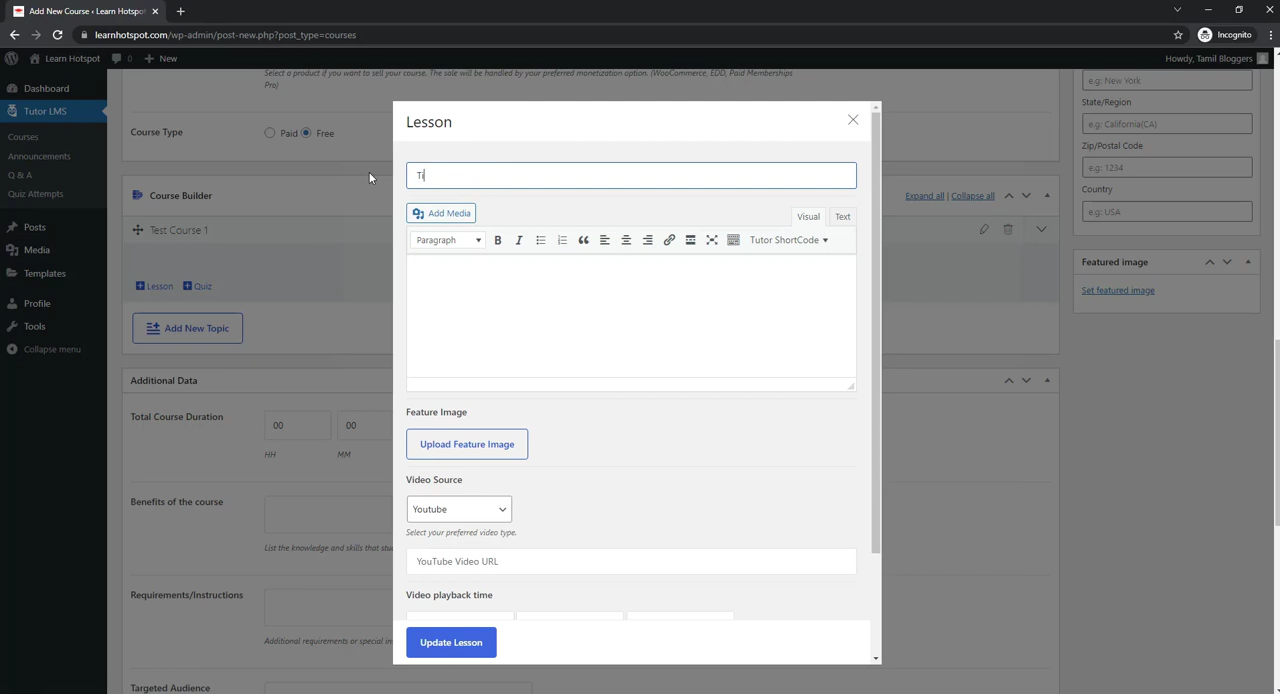 Add New Course ‹ Learn Hotspot
learnhotspot.com/wp-admin/post-new.php?post_type=courses
Incognito
Learn Hotspot
0
New
Howdy, Tamil Bloggers
Dashboard
Tutor LMS
Courses
Announcements
Q & A
Quiz Attempts
Posts
Media
Templates
Profile
Tools
Collapse menu
Select a product if you want to sell your course. The sale will be handled by your preferred monetization option. (WooCommerce, EDD, Paid Memberships
Pro)
Course Type
Paid
Free
Course Builder
Expand all | Collapse all
Test Course 1
Lesson
Quiz
Add New Topic
Additional Data
Total Course Duration
00
00
HH
MM
Benefits of the course
List the knowledge and skills that stu
Requirements/Instructions
Additional requirements or special in
Targeted Audience
Lesson
Ti
Add Media
Visual
Text
Paragraph
B
I
Tutor ShortCode
Feature Image
Upload Feature Image
Video Source
Youtube
Select your preferred video type.
YouTube Video URL
Video playback time
Update Lesson
e.g: New York
State/Region
e.g: California(CA)
Zip/Postal Code
e.g: 1234
Country
e.g: USA
Featured image
Set featured image